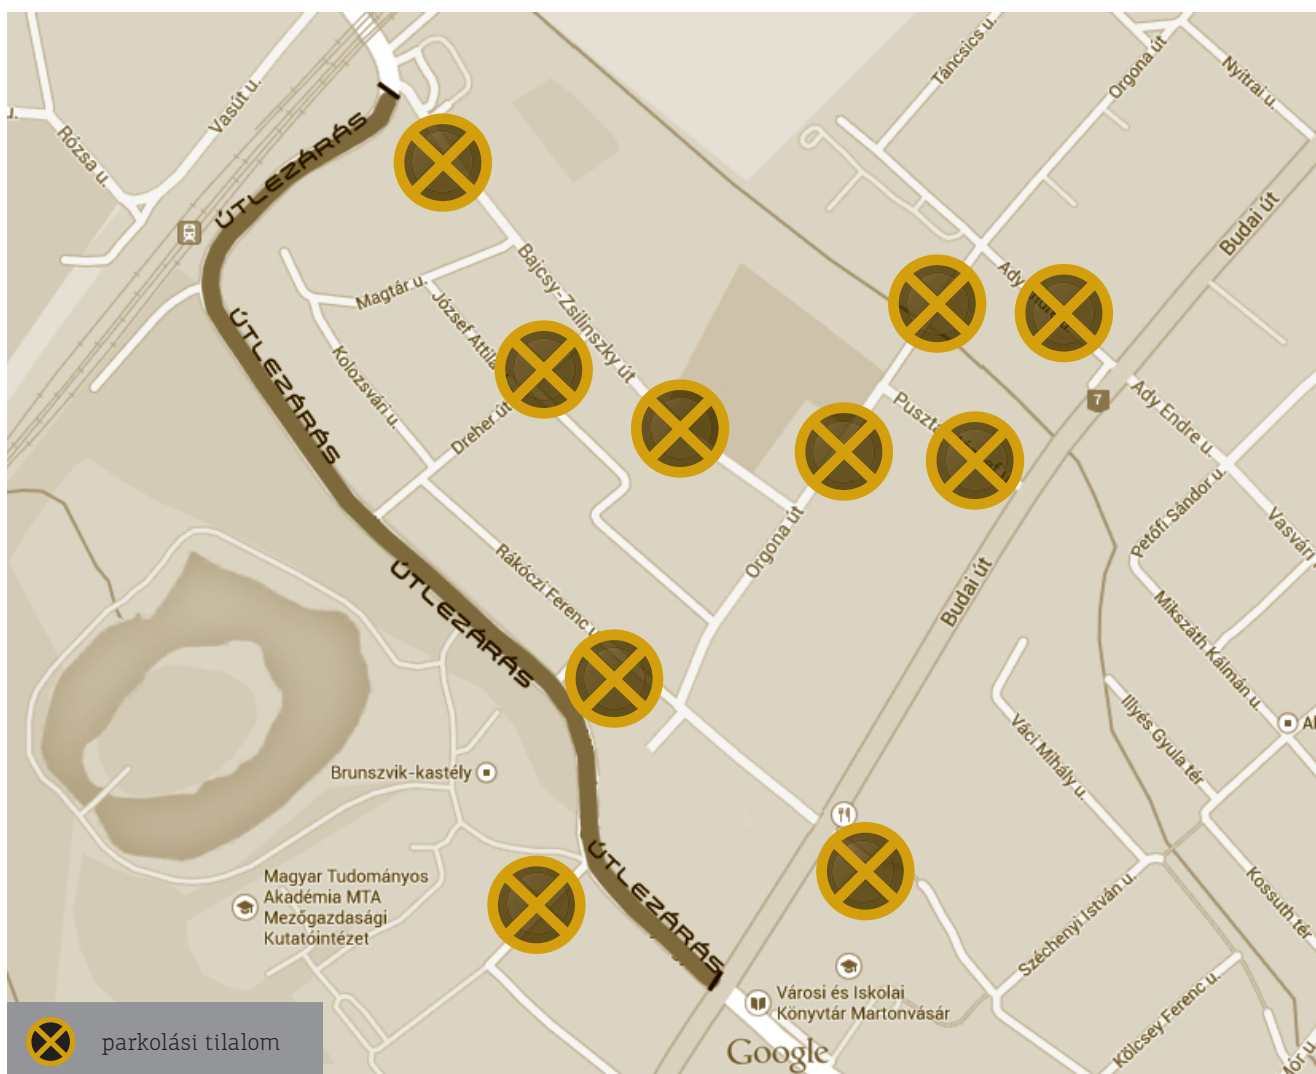 Táncsics u.
Orgona út
Nyitrai u.
Vasút u.
Rózsa u.
u.
ÚTLEZÁRÁS
Budai út
Bajcsy-Zsilinszky út
Magtár u.
József Attila
Ady Endre u.
ÚTLEZÁRÁS
Kolozsvári u.
Dreher út
Puszta
7
Ady Endre u.
Petőfi Sándor u.
Vasvári
Orgona út
Budai út
ÚTLEZÁRÁS
Rákóczi Ferenc u.
Mikszáth Kálmán u.
Illyés Gyula tér
Váci Mihály u.
Brunszvik-kastély
ÚTLEZÁRÁS
Magyar Tudományos
Akadémia MTA
Mezőgazdasági
Kutatóintézet
Széchenyi István u.
Kossuth tér
Kölcsey Ferenc u.
Városi és Iskolai
Könyvtár Martonvásár
Google
parkolási tilalom